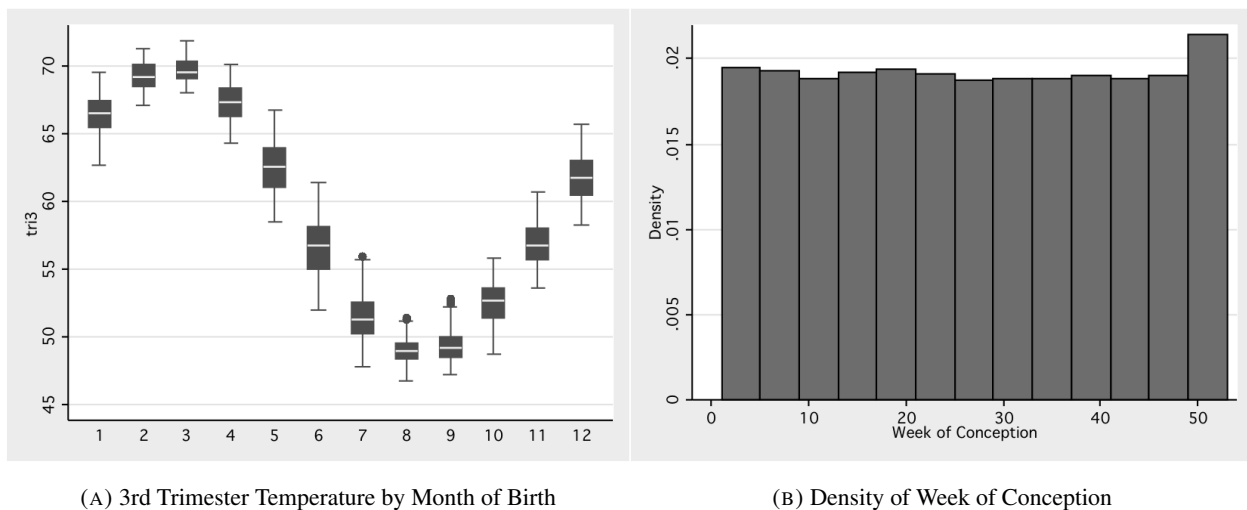 tri3
70
65
60
55
50
45
1 2 3 4 5 6 7 8 9 10 11 12
Density
.02
.015
.01
.005
0
0 10 20 30 40 50
Week of Conception
(A) 3rd Trimester Temperature by Month of Birth
(B) Density of Week of Conception